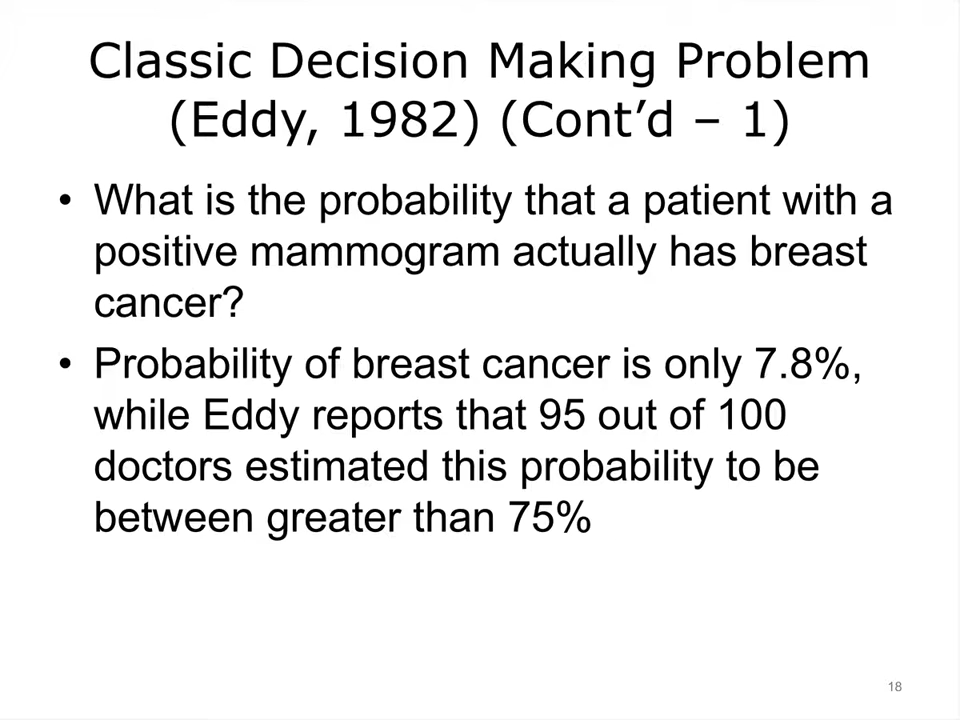 Classic Decision Making Problem
(Eddy, 1982) (Cont’d – 1)
• What is the probability that a patient with a
positive mammogram actually has breast
cancer?
• Probability of breast cancer is only 7.8%,
while Eddy reports that 95 out of 100
doctors estimated this probability to be
between greater than 75%
18